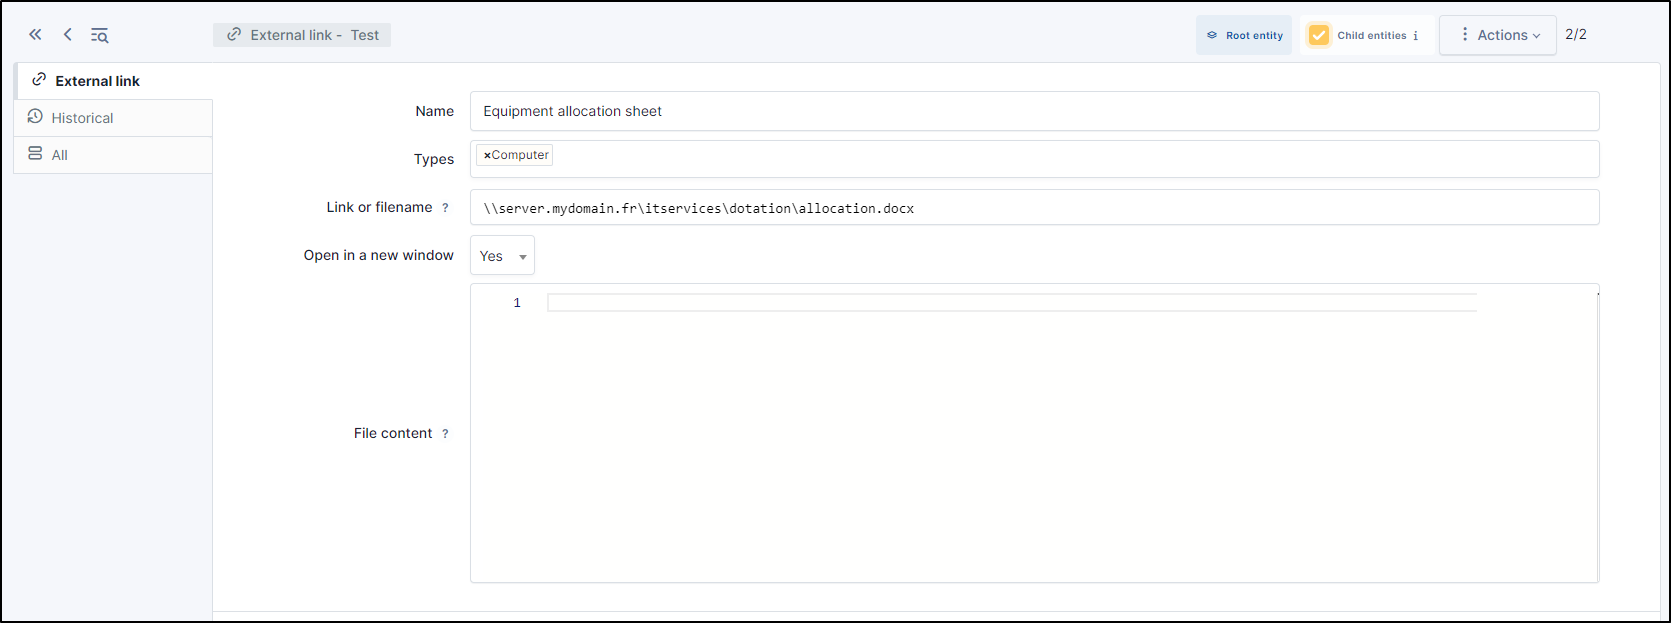 External link - Test
Root entity
Child entities i
Actions
2/2
External link
Historical
All
Name
Equipment allocation sheet
Types
×Computer
Link or filename ?
\\server.mydomain.fr\itservices\dotation\allocation.docx
Open in a new window
Yes
1
File content ?